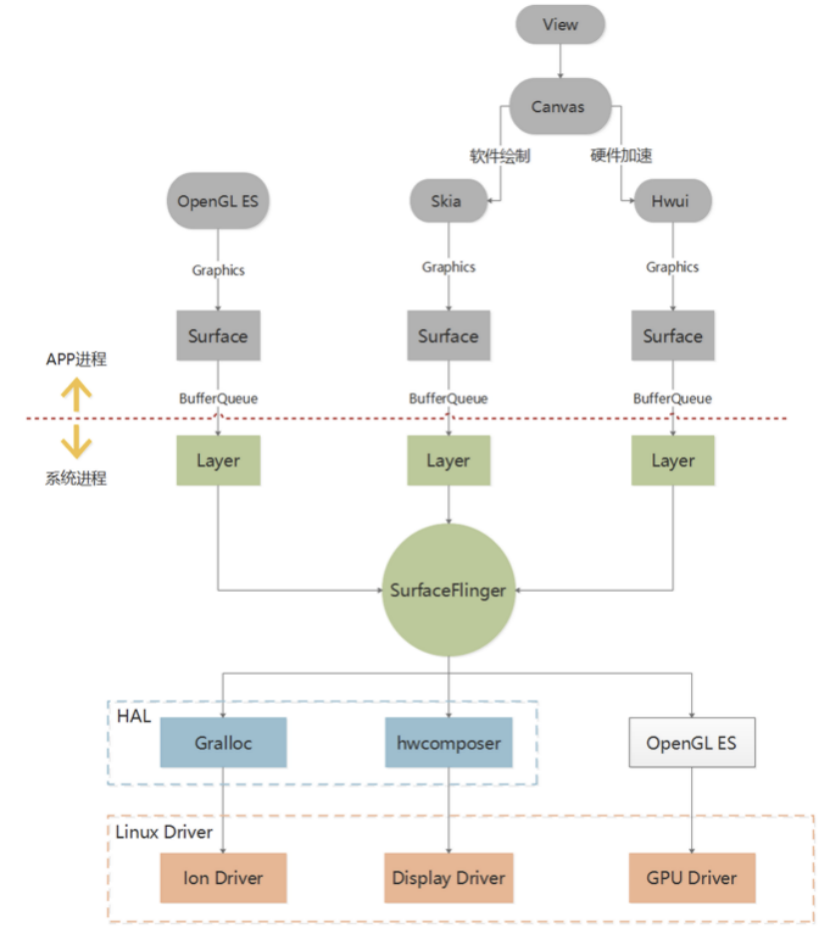 View
Canvas
软件绘制
硬件加速
OpenGL ES
Skia
Hwui
Graphics
Graphics
Graphics
Surface
Surface
Surface
APP进程
BufferQueue
BufferQueue
BufferQueue
Layer
Layer
Layer
系统进程
SurfaceFlinger
HAL
Gralloc
hwcomposer
OpenGL ES
Linux Driver
Ion Driver
Display Driver
GPU Driver